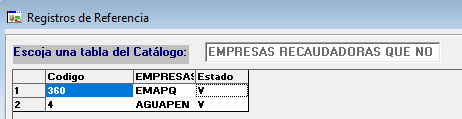 Registros de Referencia
Escoja una tabla del Catálogo: EMPRESAS RECAUDADORAS QUE NO
Codigo EMPRESAS Estado
1 360 EMAPQ V
2 4 AGUAPEN V